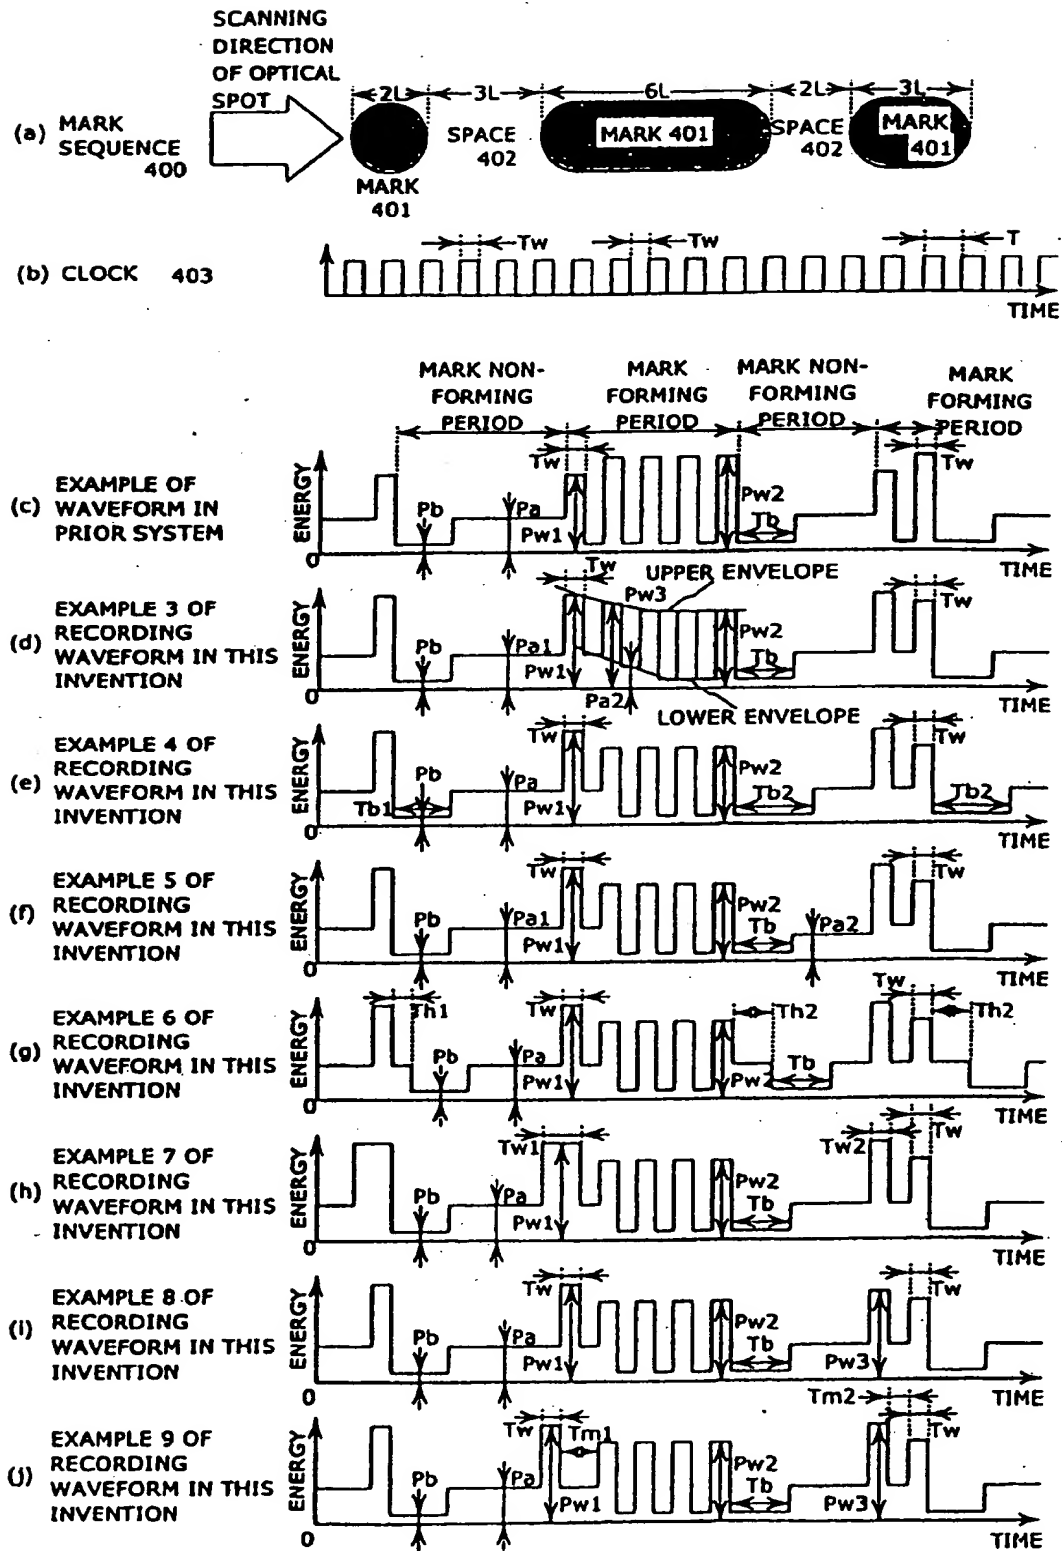 SCANNING
DIRECTION
OF OPTICAL
SPOT
2L 3L 6L 2L 3L
(a) MARK
SEQUENCE
400
MARK
401
SPACE
402
MARK 401
SPACE
402
MARK
401
Tw Tw T
(b) CLOCK 403
TIME
MARK NON-
FORMING
PERIOD
MARK
FORMING
PERIOD
MARK NON-
FORMING
PERIOD
MARK
FORMING
PERIOD
(c) EXAMPLE OF
WAVEFORM IN
PRIOR SYSTEM
ENERGY
0
Pb
Pa
Tw
Pw1
Pw2
Tb
Tw
TIME
(d) EXAMPLE 3 OF
RECORDING
WAVEFORM IN THIS
INVENTION
ENERGY
0
Pb
Pa1
Tw
Pw1
Pw3
UPPER ENVELOPE
Pa2
Pw2
Tb
LOWER ENVELOPE
Tw
TIME
(e) EXAMPLE 4 OF
RECORDING
WAVEFORM IN THIS
INVENTION
ENERGY
0
Tb1
Pb
Pa
Tw
Pw1
Pw2
Tb2
Tw
Tb2
TIME
(f) EXAMPLE 5 OF
RECORDING
WAVEFORM IN THIS
INVENTION
ENERGY
0
Pb
Pa1
Tw
Pw1
Pw2
Tb
Pa2
Tw
TIME
(g) EXAMPLE 6 OF
RECORDING
WAVEFORM IN THIS
INVENTION
ENERGY
0
Th1
Pb
Pa
Tw
Pw1
Pw2
Th2
Tb
Tw
Th2
TIME
(h) EXAMPLE 7 OF
RECORDING
WAVEFORM IN THIS
INVENTION
ENERGY
0
Pb
Pa
Tw1
Pw1
Pw2
Tb
Tw2
Tw
TIME
(i) EXAMPLE 8 OF
RECORDING
WAVEFORM IN THIS
INVENTION
ENERGY
0
Pb
Pa
Tw
Pw1
Pw2
Tb
Pw3
Tw
TIME
(j) EXAMPLE 9 OF
RECORDING
WAVEFORM IN THIS
INVENTION
ENERGY
0
Pb
Pa
Tw
Tm1
Pw1
Pw2
Tb
Pw3
Tm2
Tw
TIME